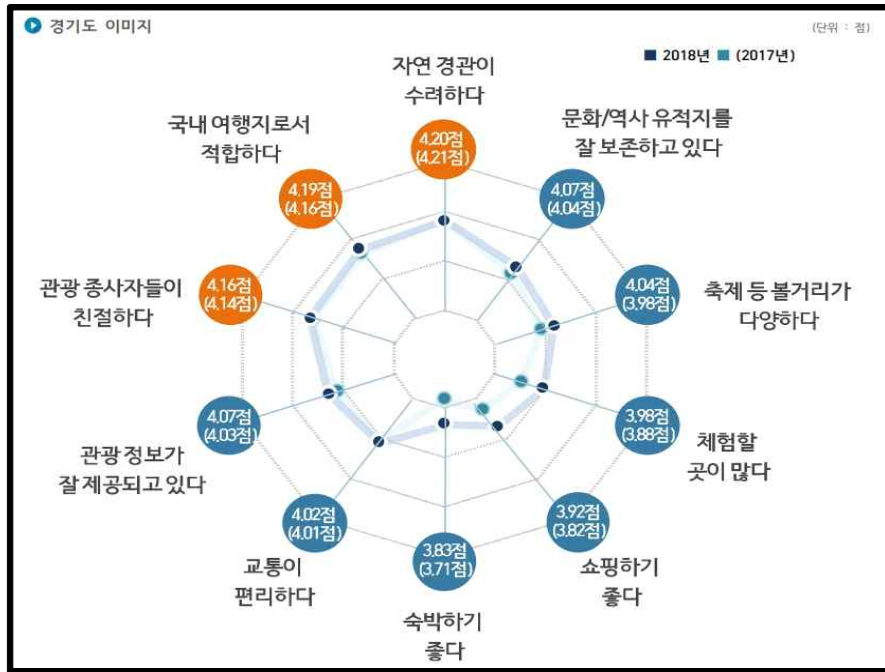 경기도 이미지
(단위 : 점)
2018년 (2017년)
자연 경관이
수려하다
4.20점
(4.21점)
문화/역사 유적지를
잘 보존하고 있다
4.07점
(4.04점)
축제 등 볼거리가
다양하다
4.04점
(3.98점)
체험할
곳이 많다
3.98점
(3.88점)
쇼핑하기
좋다
3.92점
(3.82점)
숙박하기
좋다
3.83점
(3.71점)
교통이
편리하다
4.02점
(4.01점)
관광 정보가
잘 제공되고 있다
4.07점
(4.03점)
관광 종사자들이
친절하다
4.16점
(4.14점)
국내 여행지로서
적합하다
4.19점
(4.16점)